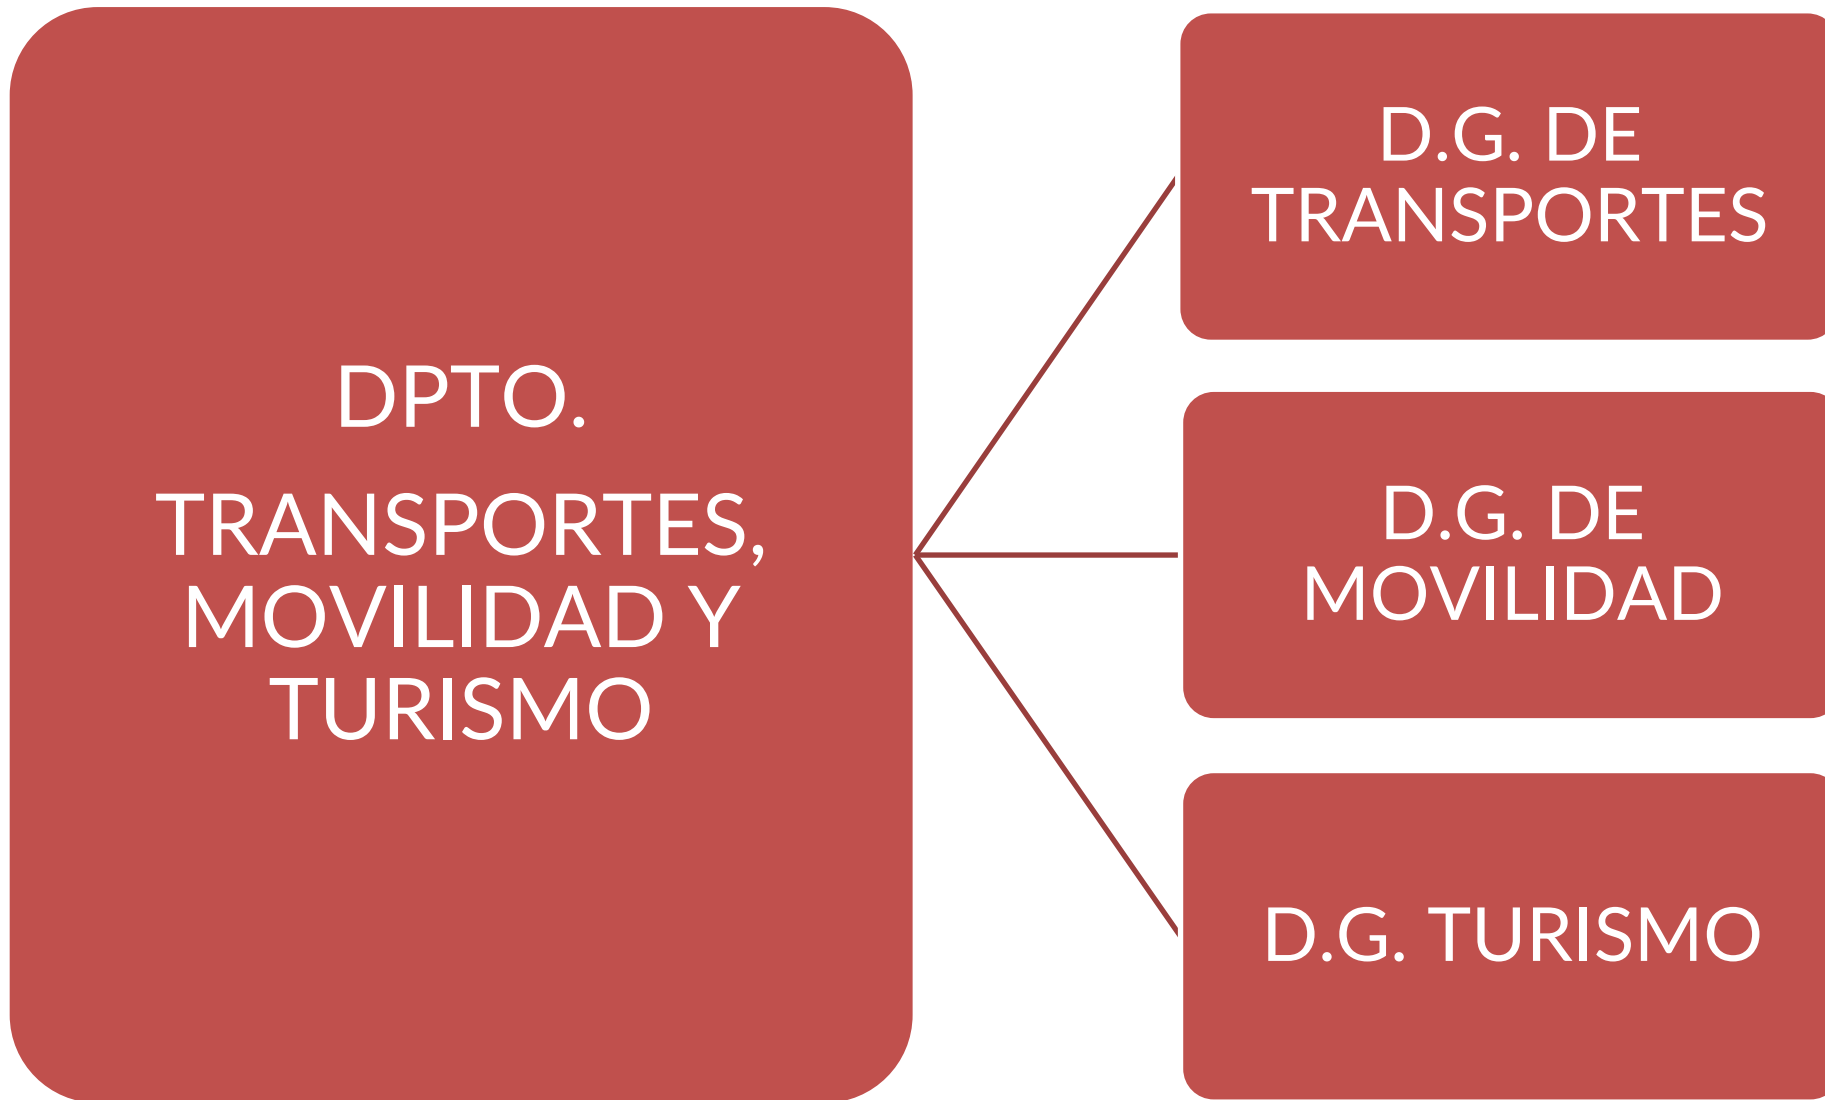 DPTO.
TRANSPORTES,
MOVILIDAD Y
TURISMO
D.G. DE
TRANSPORTES
D.G. DE
MOVILIDAD
D.G. TURISMO